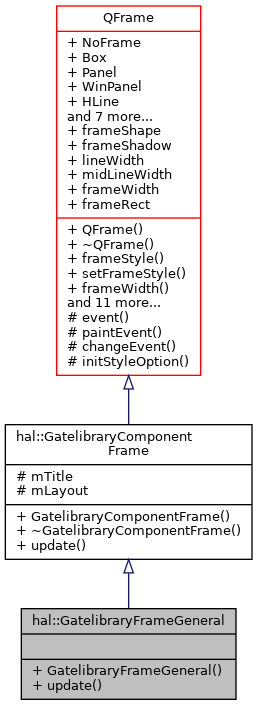 QFrame
+ NoFrame
+ Box
+ Panel
+ WinPanel
+ HLine
and 7 more...
+ frameShape
+ frameShadow
+ lineWidth
+ midLineWidth
+ frameWidth
+ frameRect
+ QFrame()
+ ~QFrame()
+ frameStyle()
+ setFrameStyle()
+ frameWidth()
and 11 more...
# event()
# paintEvent()
# changeEvent()
# initStyleOption()
hal::GatelibraryComponent
Frame
# mTitle
# mLayout
+ GatelibraryComponentFrame()
+ ~GatelibraryComponentFrame()
+ update()
hal::GatelibraryFrameGeneral
+ GatelibraryFrameGeneral()
+ update()